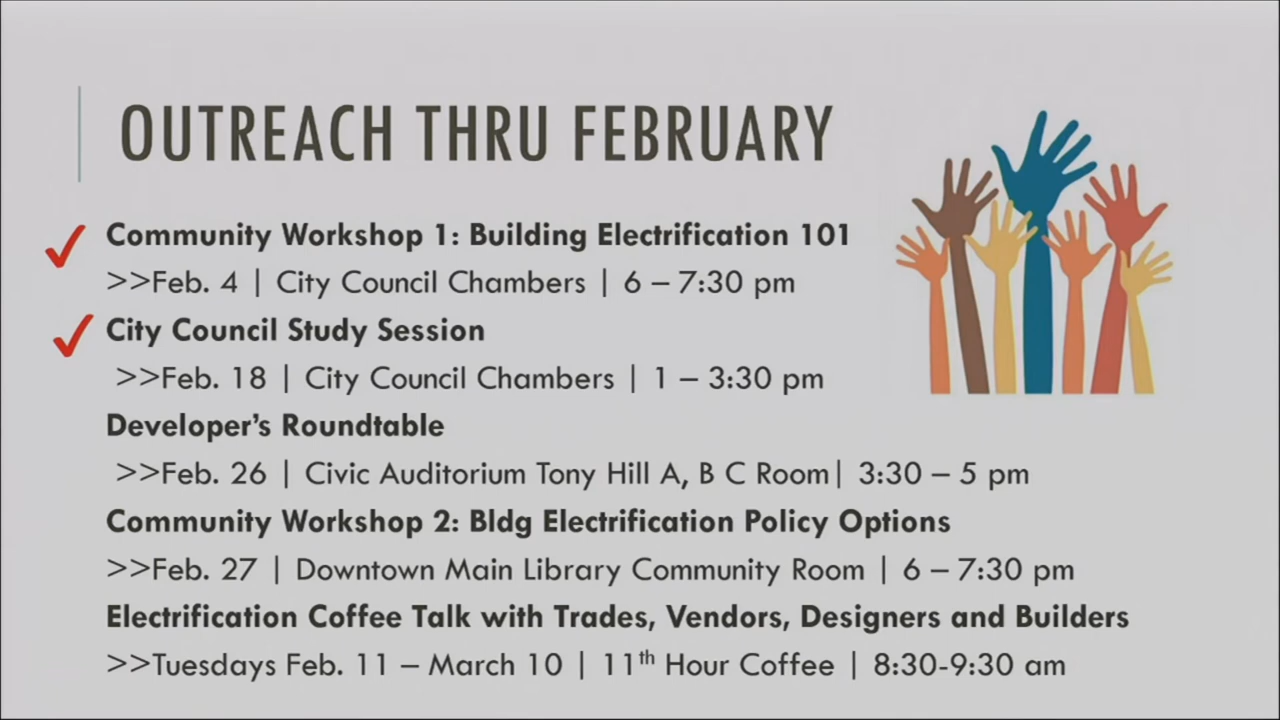 OUTREACH THRU FEBRUARY
Community Workshop 1: Building Electrification 101
>>Feb. 4 | City Council Chambers | 6 – 7:30 pm
City Council Study Session
>>Feb. 18 | City Council Chambers | 1 – 3:30 pm
Developer’s Roundtable
>>Feb. 26 | Civic Auditorium Tony Hill A, B C Room| 3:30 – 5 pm
Community Workshop 2: Bldg Electrification Policy Options
>>Feb. 27 | Downtown Main Library Community Room | 6 – 7:30 pm
Electrification Coffee Talk with Trades, Vendors, Designers and Builders
>>Tuesdays Feb. 11 – March 10 | 11th Hour Coffee | 8:30-9:30 am